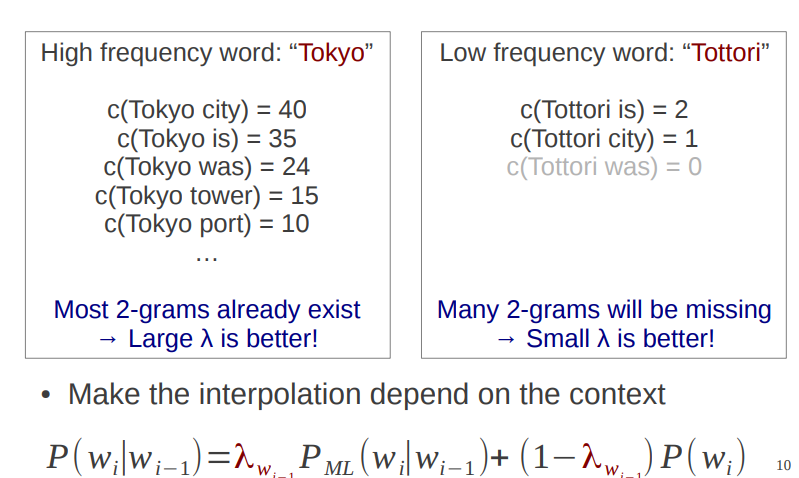 High frequency word: “Tokyo”
c(Tokyo city) = 40
c(Tokyo is) = 35
c(Tokyo was) = 24
c(Tokyo tower) = 15
c(Tokyo port) = 10
…
Most 2-grams already exist
→ Large λ is better!
Low frequency word: “Tottori”
c(Tottori is) = 2
c(Tottori city) = 1
c(Tottori was) = 0
Many 2-grams will be missing
→ Small λ is better!
• Make the interpolation depend on the context
P(w_i|w_{i−1})=λ_{w_{i−1}} P_{ML}(w_i|w_{i−1})+(1−λ_{w_{i−1}})P(w_i)
10